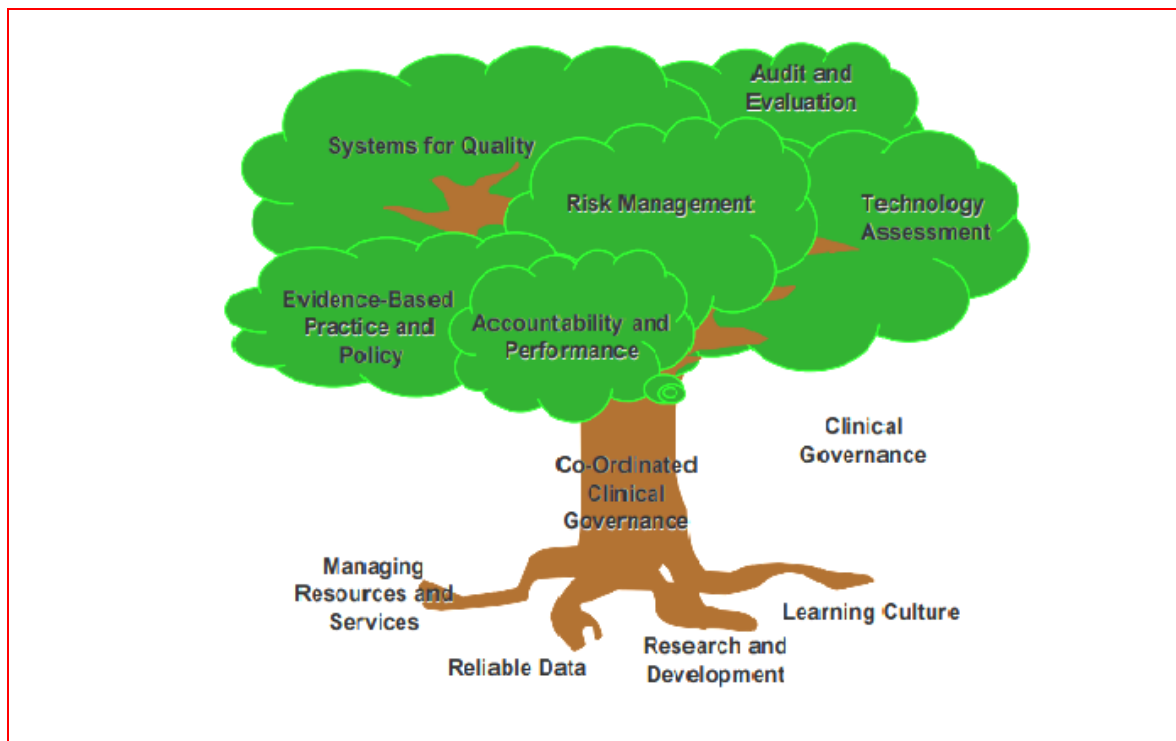 Audit and
Evaluation
Systems for Quality
Risk Management
Technology
Assessment
Evidence-Based
Practice and
Policy
Accountability and
Performance
Clinical
Governance
Co-Ordinated
Clinical
Governance
Managing
Resources and
Services
Learning Culture
Reliable Data
Research and
Development